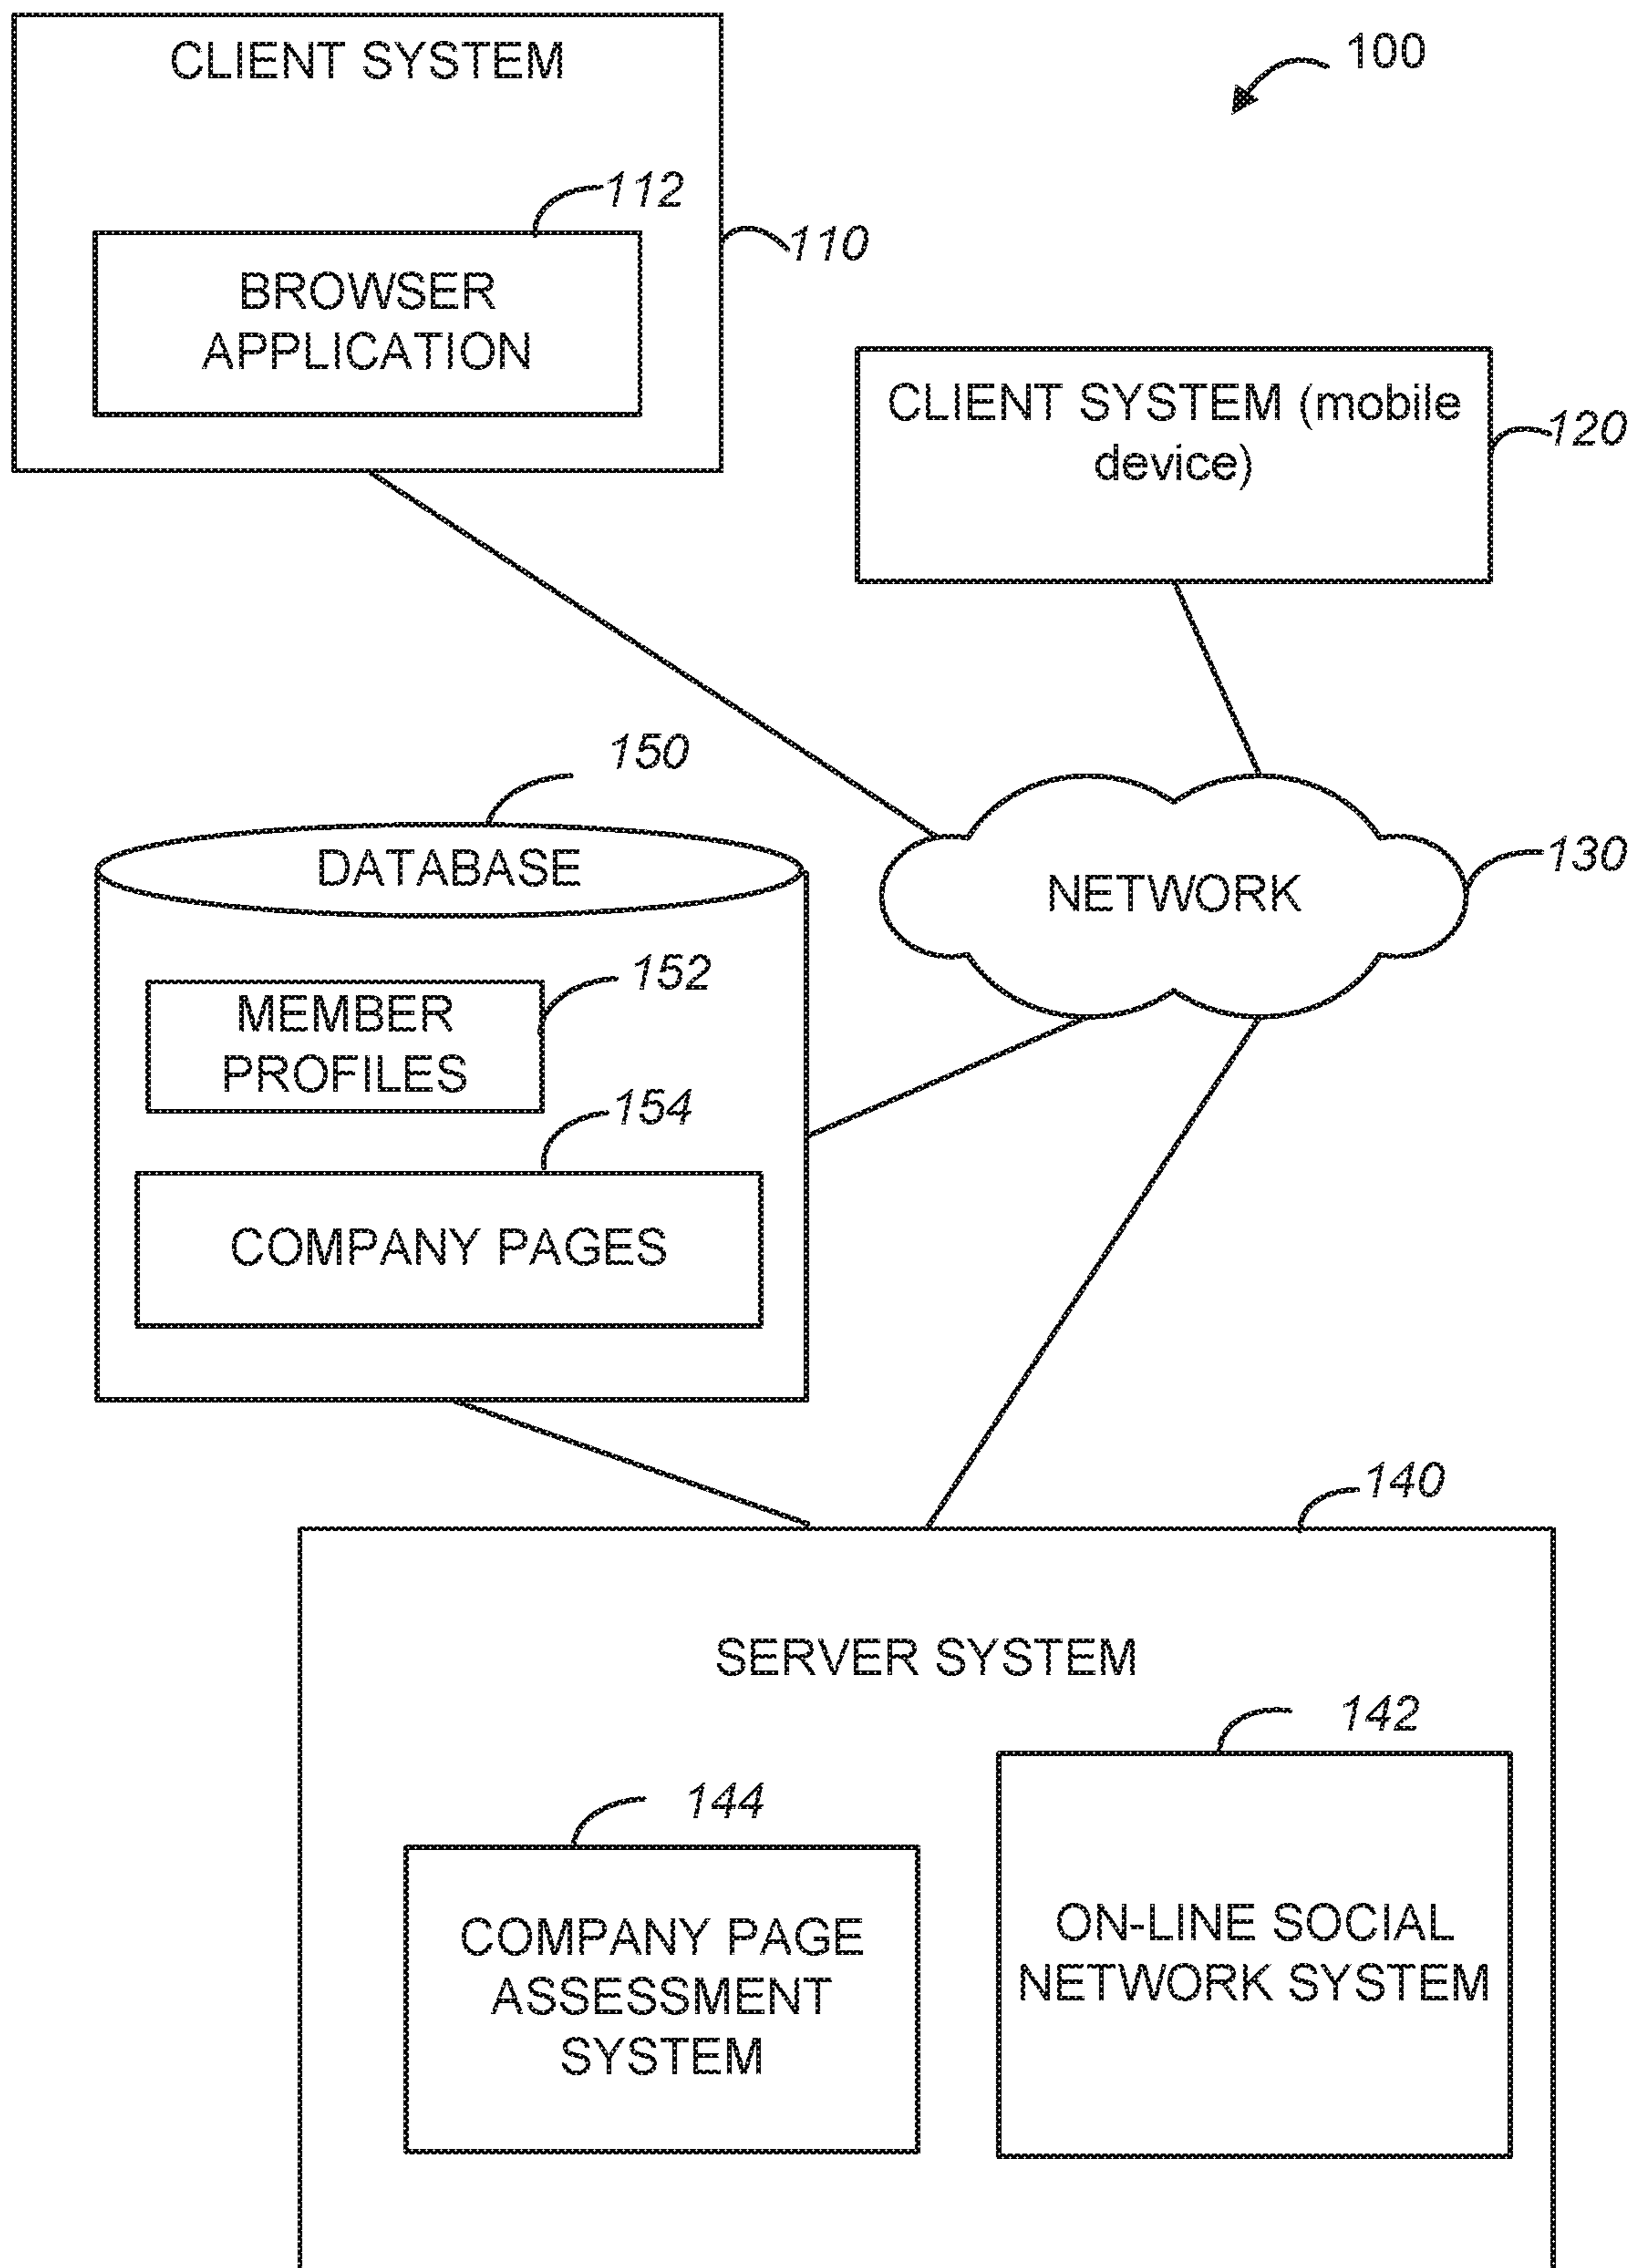 CLIENT SYSTEM
100
112
110
BROWSER
APPLICATION
CLIENT SYSTEM (mobile
device)
120
150
DATABASE
NETWORK
130
152
MEMBER
PROFILES
154
COMPANY PAGES
140
SERVER SYSTEM
142
144
COMPANY PAGE
ASSESSMENT
SYSTEM
ON-LINE SOCIAL
NETWORK SYSTEM